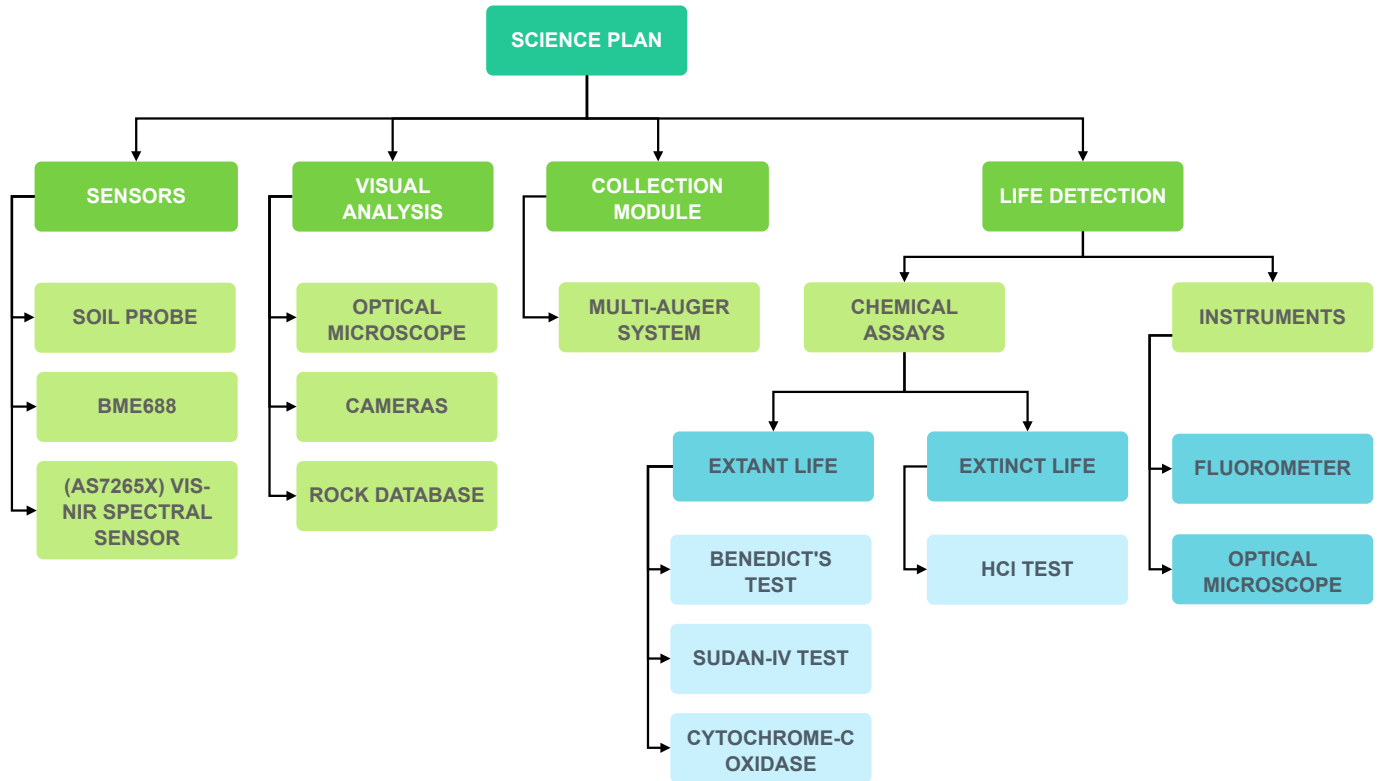 SCIENCE PLAN
SENSORS
VISUAL
ANALYSIS
COLLECTION
MODULE
LIFE DETECTION
SOIL PROBE
OPTICAL
MICROSCOPE
MULTI-AUGER
SYSTEM
CHEMICAL
ASSAYS
INSTRUMENTS
BME688
CAMERAS
EXTANT LIFE
EXTINCT LIFE
FLUOROMETER
(AS7265X) VIS-
NIR SPECTRAL
SENSOR
ROCK DATABASE
BENEDICT'S
TEST
HCI TEST
OPTICAL
MICROSCOPE
SUDAN-IV TEST
CYTOCHROME-C
OXIDASE